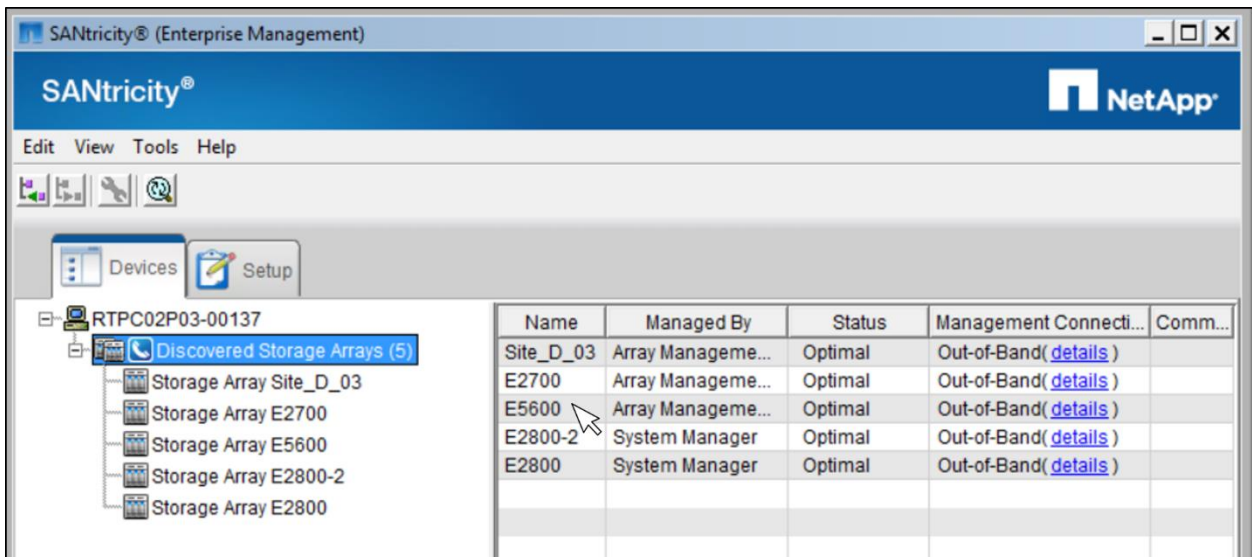 SANtricity® (Enterprise Management)
SANtricity®
NetApp®
Edit View Tools Help
Devices Setup
RTPC02P03-00137
Discovered Storage Arrays (5)
Storage Array Site_D_03
Storage Array E2700
Storage Array E5600
Storage Array E2800-2
Storage Array E2800
Name Managed By Status Management Connecti... Comm...
Site_D_03 Array Manageme... Optimal Out-of-Band( details )
E2700 Array Manageme... Optimal Out-of-Band( details )
E5600 Array Manageme... Optimal Out-of-Band( details )
E2800-2 System Manager Optimal Out-of-Band( details )
E2800 System Manager Optimal Out-of-Band( details )